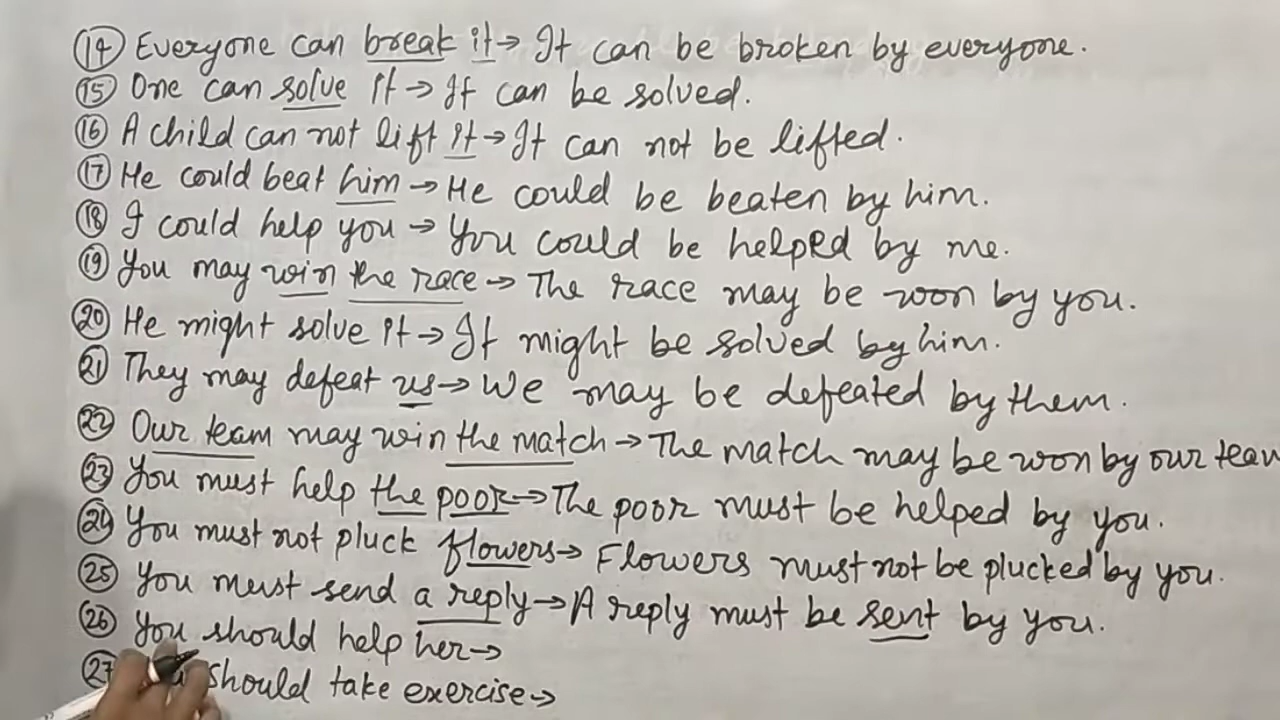 ⑭ Everyone can break it → It can be broken by everyone.
⑮ One can solve it → It can be solved.
⑯ A child can not lift it → It can not be lifted.
⑰ He could beat him → He could be beaten by him.
⑱ I could help you → You could be helped by me.
⑲ You may win the race → The race may be won by you.
⑳ He might solve it → It might be solved by him.
㉑ They may defeat us → We may be defeated by them.
㉒ Our team may win the match → The match may be won by our team
㉓ You must help the poor → The poor must be helped by you.
㉔ You must not pluck flowers → Flowers must not be plucked by you.
㉕ You must send a reply → A reply must be sent by you.
㉖ You should help her →
㉗ should take exercise →